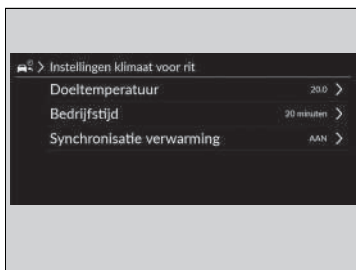 Instellingen klimaat voor rit
Doeltemperatuur 20.0
Bedrijfstijd 20 minuten
Synchronisatie verwarming AAN